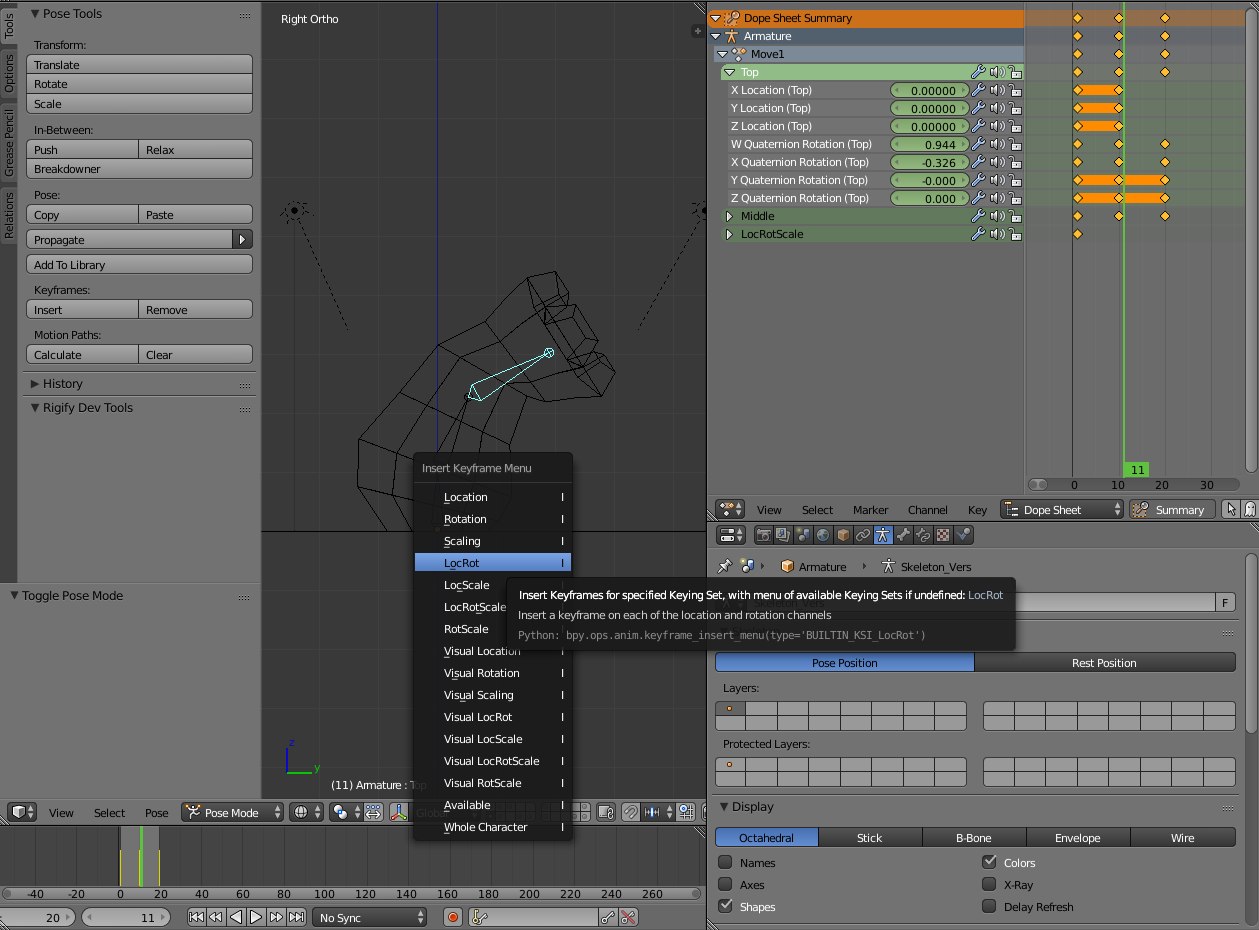 Tools
Options
Grease Pencil
Relations
Pose Tools
Transform:
Translate
Rotate
Scale
In-Between:
Push Relax
Breakdowner
Pose:
Copy Paste
Propagate
Add To Library
Keyframes:
Insert Remove
Motion Paths:
Calculate Clear
History
Rigify Dev Tools
Toggle Pose Mode
Right Ortho
Insert Keyframe Menu
Location I
Rotation I
Scaling I
LocRot I
LocScale I
LocRotScale
RotScale
Visual Location I
Visual Rotation I
Visual Scaling I
Visual LocRot I
Visual LocScale I
Visual LocRotScale I
Visual RotScale I
Available I
Whole Character I
Insert Keyframes for specified Keying Set, with menu of available Keying Sets if undefined: LocRot
Insert a keyframe on each of the location and rotation channels
Python: bpy.ops.anim.keyframe_insert_menu(type='BUILTIN_KSI_LocRot')
z
y
(11) Armature : Top
View Select Pose Pose Mode Global
-40 -20 0 20 40 60 80 100 120 140 160 180 200 220 240 260
20 11 No Sync
Dope Sheet Summary
Armature
Move1
Top
X Location (Top) 0.00000
Y Location (Top) 0.00000
Z Location (Top) 0.00000
W Quaternion Rotation (Top) 0.944
X Quaternion Rotation (Top) -0.326
Y Quaternion Rotation (Top) -0.000
Z Quaternion Rotation (Top) 0.000
Middle
LocRotScale
11
0 10 20 30
View Select Marker Channel Key Dope Sheet Summary
Armature Skeleton_Vers
Skeleton_Vers F
Pose Position Rest Position
Layers:
Protected Layers:
Display
Octahedral Stick B-Bone Envelope Wire
Names Colors
Axes X-Ray
Shapes Delay Refresh